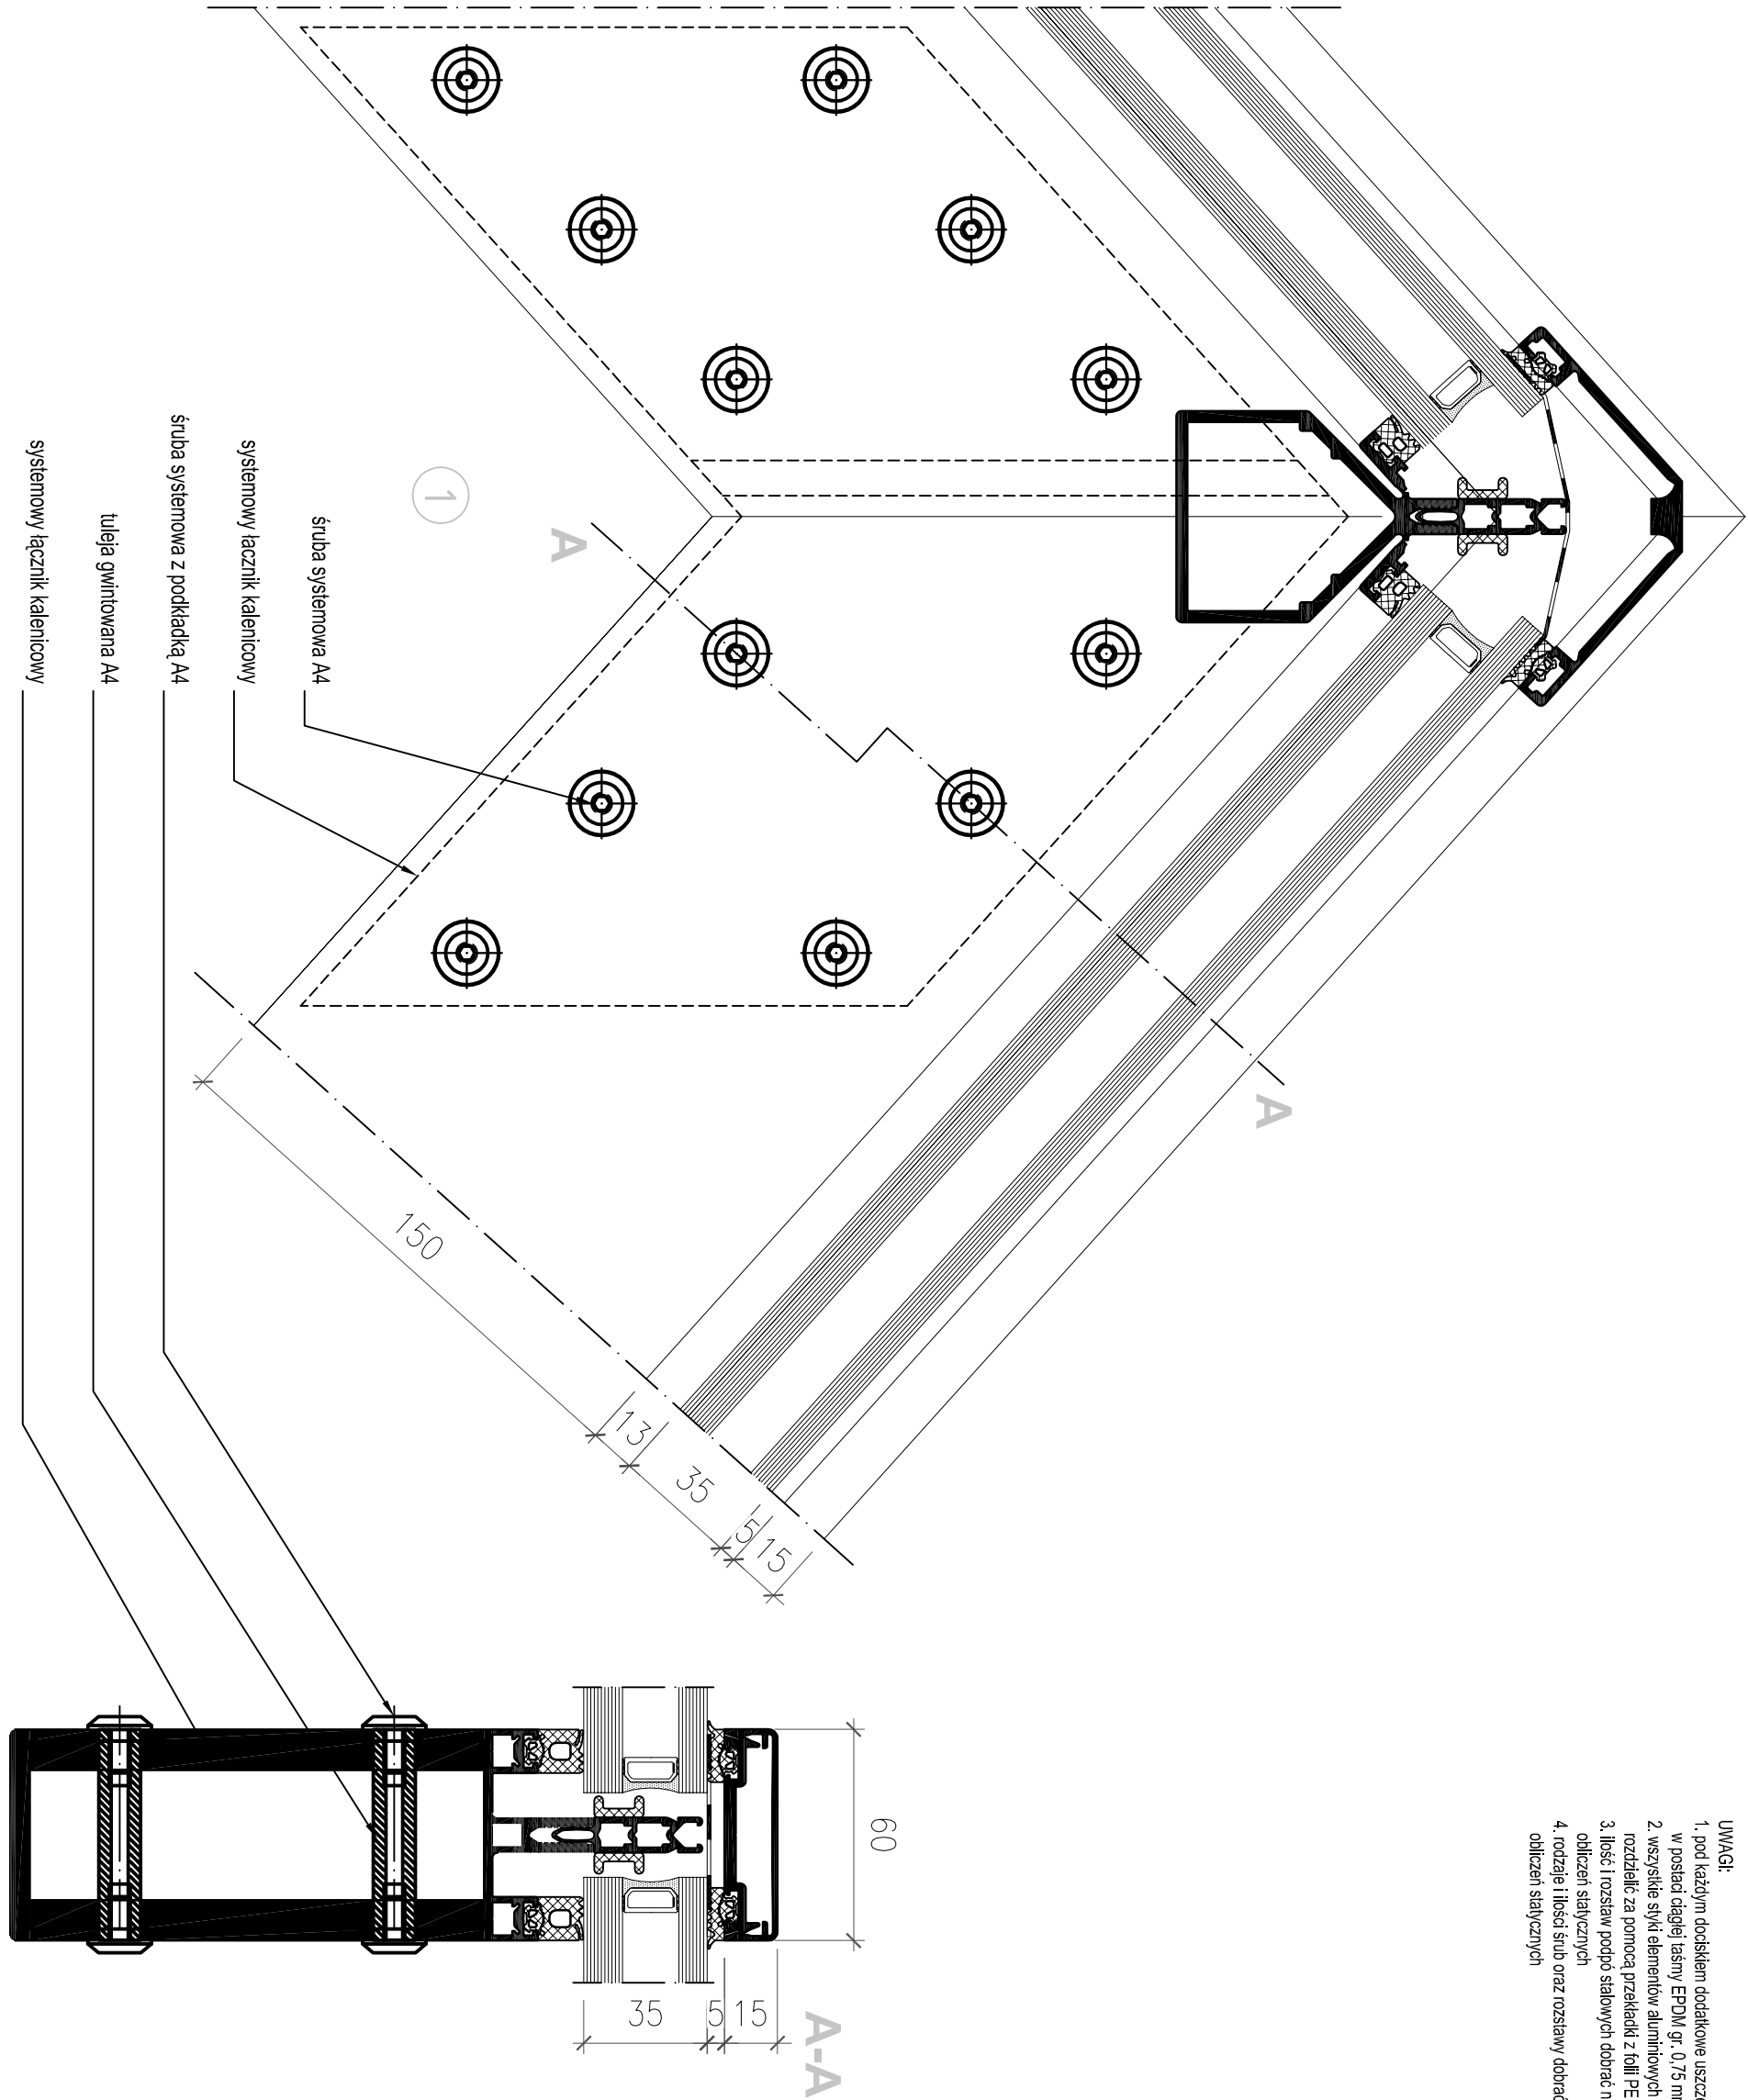 UWAGI:
1. pod każdym dociskiem dodatkowe
w postaci ciągłej taśmy EPDM gr. 0,75
2. wszystkie styki elementów aluminiowych
rozdzielić za pomocą przekładki z folii PE
3. ilość i rozstaw podpó stalowych dobrać
obliczeń statycznych
4. rodzaje i ilości śrub oraz rozstawy dobrać
obliczeń statycznych
A
A
1
śruba systemowa A4
systemowy łącznik kalenicowy
śruba systemowa z podkładką A4
tuleja gwintowana A4
systemowy łącznik kalenicowy
150
13
35
5
15
60
35
5
15
A-A